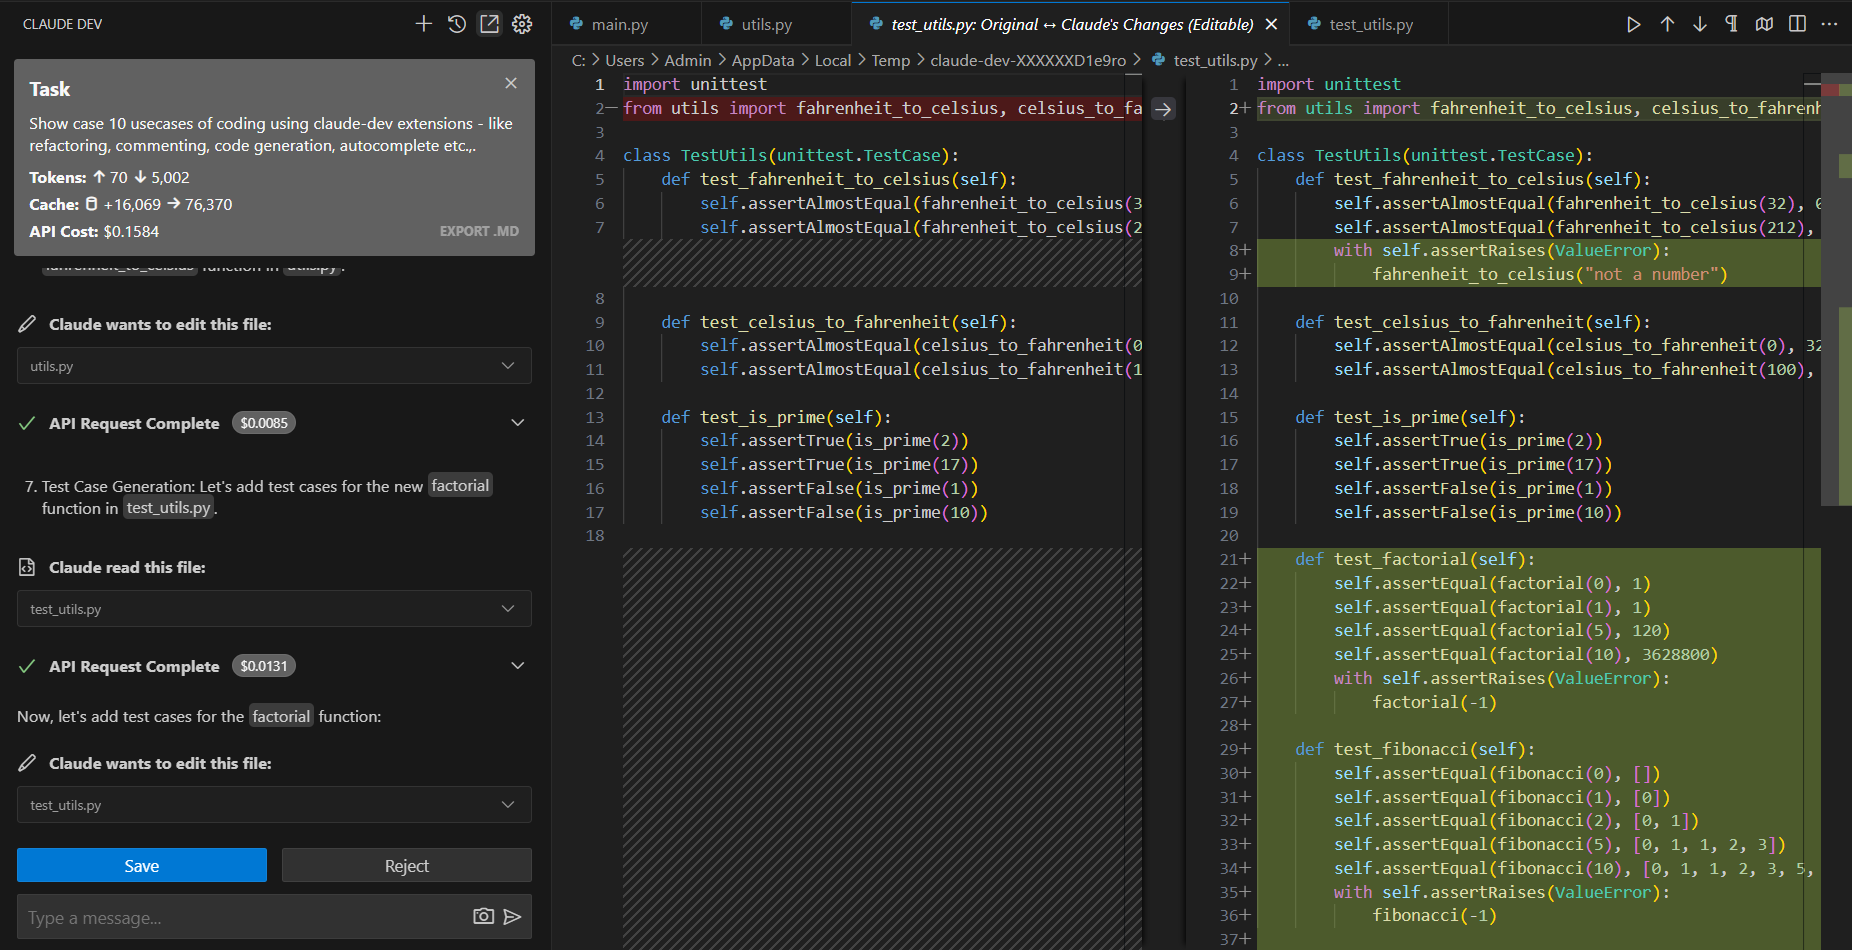 CLAUDE DEV
Task
Show case 10 usecases of coding using claude-dev extensions - like
refactoring, commenting, code generation, autocomplete etc.,.
Tokens: ↑ 70 ↓ 5,002
Cache: +16,069 → 76,370
API Cost: $0.1584
EXPORT .MD
fahrenheit_to_celsius function in utils.py.
Claude wants to edit this file:
utils.py
API Request Complete $0.0085
7. Test Case Generation: Let's add test cases for the new factorial
function in test_utils.py.
Claude read this file:
test_utils.py
API Request Complete $0.0131
Now, let's add test cases for the factorial function:
Claude wants to edit this file:
test_utils.py
Save
Reject
Type a message...
main.py
utils.py
test_utils.py: Original ↔ Claude's Changes (Editable)
test_utils.py
C: > Users > Admin > AppData > Local > Temp > claude-dev-XXXXXXD1e9ro > test_utils.py > ...
1 import unittest
2− from utils import fahrenheit_to_celsius, celsius_to_fa
3
4 class TestUtils(unittest.TestCase):
5     def test_fahrenheit_to_celsius(self):
6         self.assertAlmostEqual(fahrenheit_to_celsius(3
7         self.assertAlmostEqual(fahrenheit_to_celsius(2
8
9     def test_celsius_to_fahrenheit(self):
10         self.assertAlmostEqual(celsius_to_fahrenheit(0
11         self.assertAlmostEqual(celsius_to_fahrenheit(1
12
13     def test_is_prime(self):
14         self.assertTrue(is_prime(2))
15         self.assertTrue(is_prime(17))
16         self.assertFalse(is_prime(1))
17         self.assertFalse(is_prime(10))
18
1 import unittest
2+ from utils import fahrenheit_to_celsius, celsius_to_fahrenh
3
4 class TestUtils(unittest.TestCase):
5     def test_fahrenheit_to_celsius(self):
6         self.assertAlmostEqual(fahrenheit_to_celsius(32), 0
7         self.assertAlmostEqual(fahrenheit_to_celsius(212),
8+         with self.assertRaises(ValueError):
9+             fahrenheit_to_celsius("not a number")
10
11     def test_celsius_to_fahrenheit(self):
12         self.assertAlmostEqual(celsius_to_fahrenheit(0), 32
13         self.assertAlmostEqual(celsius_to_fahrenheit(100),
14
15     def test_is_prime(self):
16         self.assertTrue(is_prime(2))
17         self.assertTrue(is_prime(17))
18         self.assertFalse(is_prime(1))
19         self.assertFalse(is_prime(10))
20
21+     def test_factorial(self):
22+         self.assertEqual(factorial(0), 1)
23+         self.assertEqual(factorial(1), 1)
24+         self.assertEqual(factorial(5), 120)
25+         self.assertEqual(factorial(10), 3628800)
26+         with self.assertRaises(ValueError):
27+             factorial(-1)
28+
29+     def test_fibonacci(self):
30+         self.assertEqual(fibonacci(0), [])
31+         self.assertEqual(fibonacci(1), [0])
32+         self.assertEqual(fibonacci(2), [0, 1])
33+         self.assertEqual(fibonacci(5), [0, 1, 1, 2, 3])
34+         self.assertEqual(fibonacci(10), [0, 1, 1, 2, 3, 5,
35+         with self.assertRaises(ValueError):
36+             fibonacci(-1)
37+